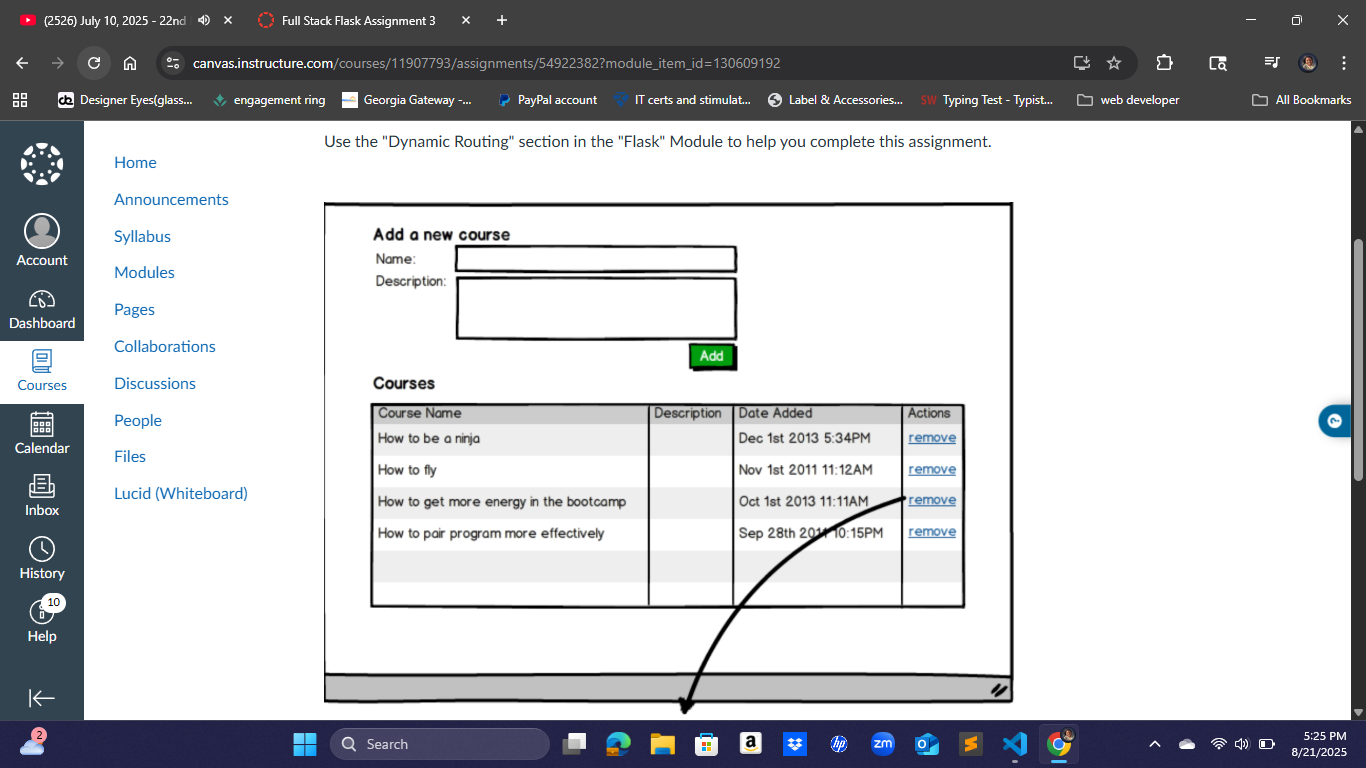 (2526) July 10, 2025 - 22nd
Full Stack Flask Assignment 3
canvas.instructure.com/courses/11907793/assignments/54922382?module_item_id=130609192
Designer Eyes(glass...
engagement ring
Georgia Gateway -...
PayPal account
IT certs and stimulat...
Label & Accessories...
SW Typing Test - Typist...
web developer
All Bookmarks
Account
Dashboard
Courses
Calendar
Inbox
History
10
Help
Home
Announcements
Syllabus
Modules
Pages
Collaborations
Discussions
People
Files
Lucid (Whiteboard)
Use the "Dynamic Routing" section in the "Flask" Module to help you complete this assignment.
Add a new course
Name:
Description:
Add
Courses
Course Name Description Date Added Actions
How to be a ninja Dec 1st 2013 5:34PM remove
How to fly Nov 1st 2011 11:12AM remove
How to get more energy in the bootcamp Oct 1st 2013 11:11AM remove
How to pair program more effectively Sep 28th 2011 10:15PM remove
2
Search
a
hp
zm
5:25 PM
8/21/2025